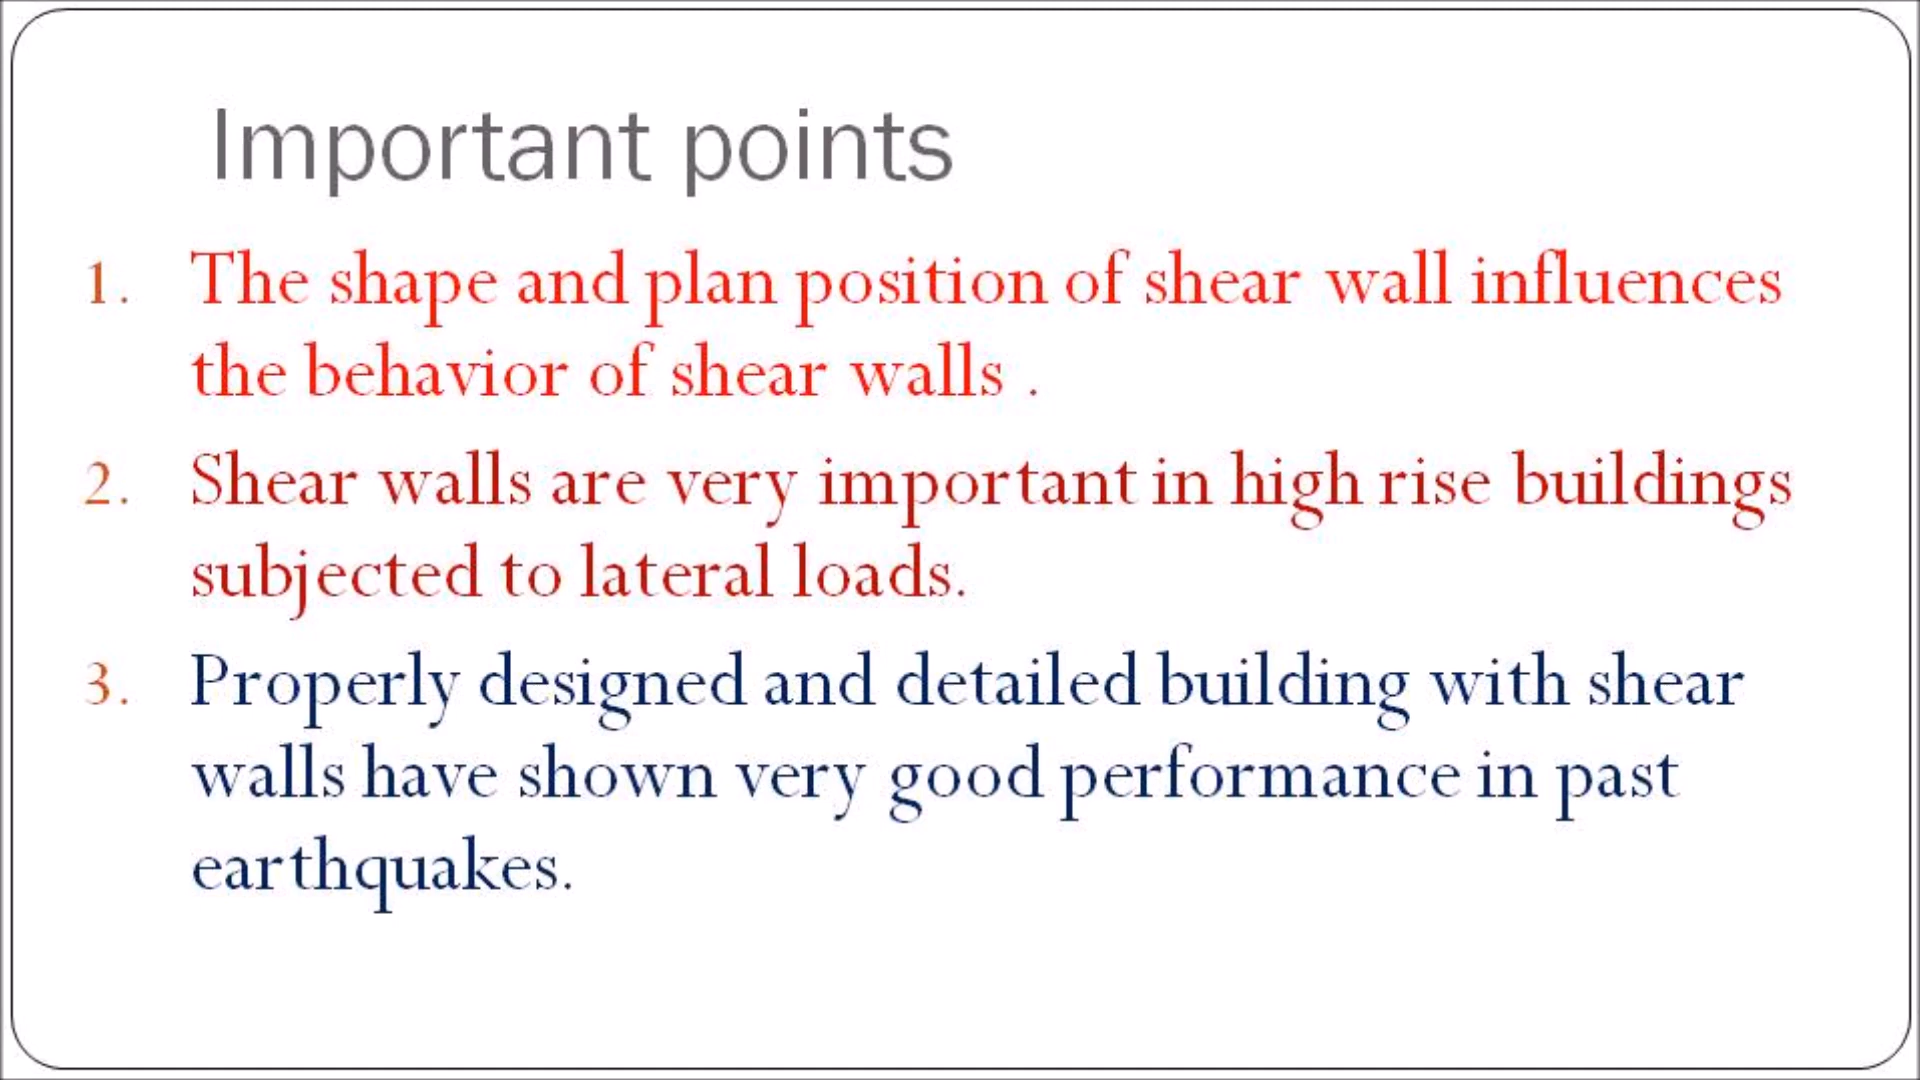 Important points
1. The shape and plan position of shear wall influences
the behavior of shear walls .
2. Shear walls are very important in high rise buildings
subjected to lateral loads.
3. Properly designed and detailed building with shear
walls have shown very good performance in past
earthquakes.